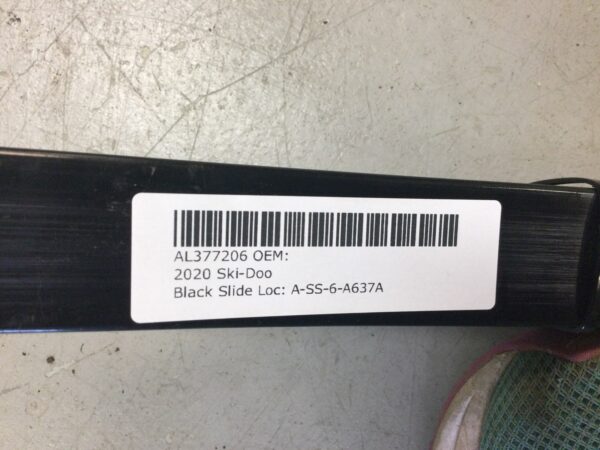 AL377206 OEM:
2020 Ski-Doo
Black Slide Loc: A-SS-6-A637A